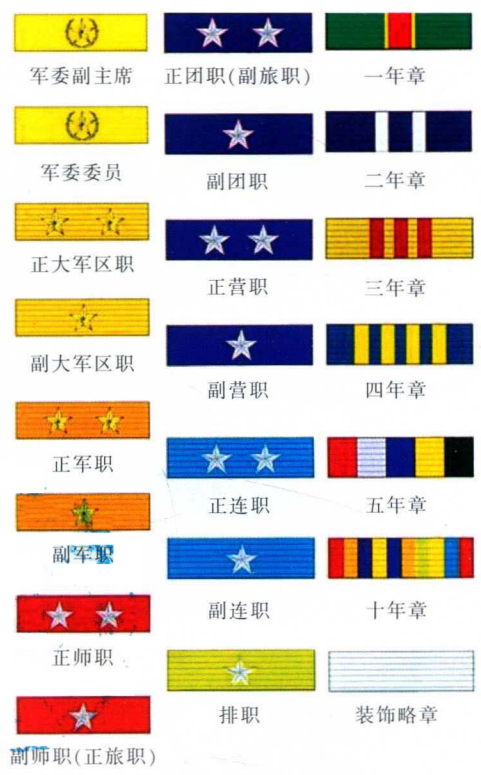 军委副主席
军委委员
正大军区职
副大军区职
正军职
副军职
正师职
副师职(正旅职)
正团职(副旅职)
副团职
正营职
副营职
正连职
副连职
排职
一年章
二年章
三年章
四年章
五年章
十年章
装饰略章